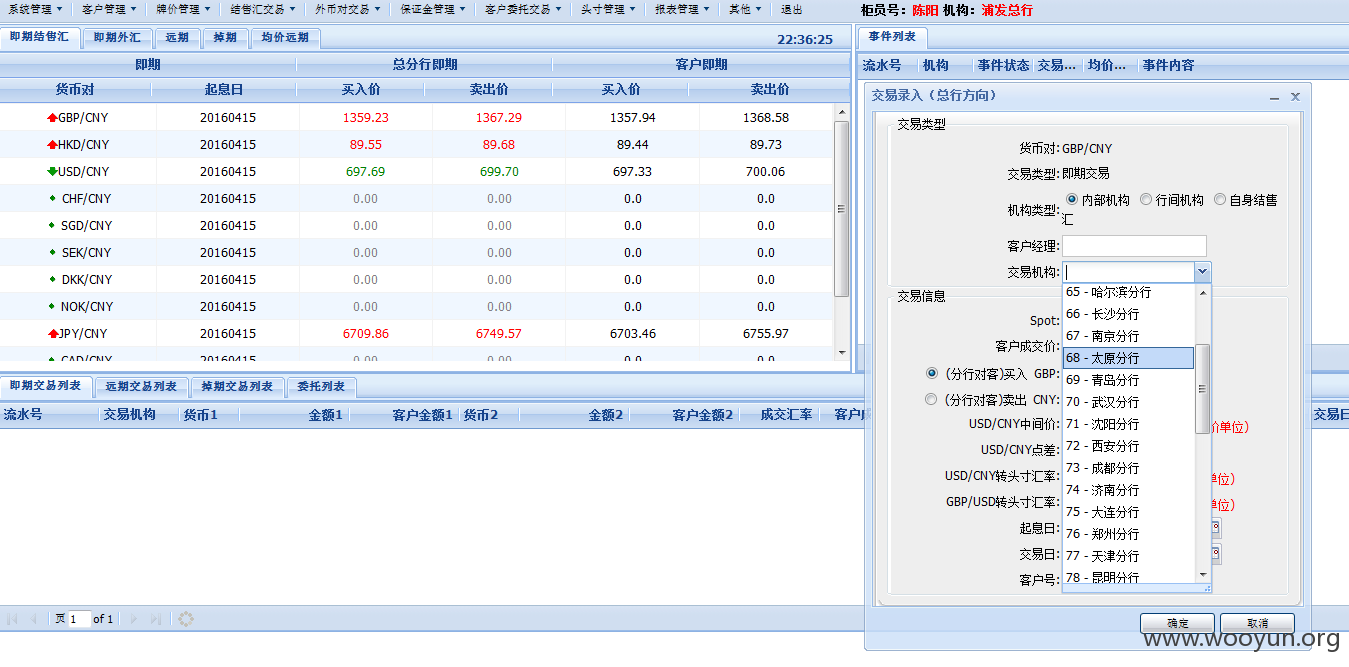 系统管理 客户管理 牌价管理 结售汇交易 外币对交易 保证金管理 客户委托交易 头寸管理 报表管理 其他 退出 柜员号: 陈阳 机构: 浦发总行
即期结售汇 即期外汇 远期 掉期 均价远期 22:36:25
即期 总分行即期 客户即期
货币对 起息日 买入价 卖出价 买入价 卖出价
GBP/CNY 20160415 1359.23 1367.29 1357.94 1368.58
HKD/CNY 20160415 89.55 89.68 89.44 89.73
USD/CNY 20160415 697.69 699.70 697.33 700.06
CHF/CNY 20160415 0.00 0.00 0.0 0.0
SGD/CNY 20160415 0.00 0.00 0.0 0.0
SEK/CNY 20160415 0.00 0.00 0.0 0.0
DKK/CNY 20160415 0.00 0.00 0.0 0.0
NOK/CNY 20160415 0.00 0.00 0.0 0.0
JPY/CNY 20160415 6709.86 6749.57 6703.46 6755.97
CAD/CNY 20160415 0.00 0.00 0.0 0.0
即期交易列表 远期交易列表 掉期交易列表 委托列表
流水号 交易机构 货币1 金额1 客户金额1 货币2 金额2 客户金额2 成交汇率 客户成 交易日
页 1 of 1
事件列表
流水号 机构 事件状态 交易... 均价... 事件内容
交易录入（总行方向）
交易类型
货币对: GBP/CNY
交易类型: 即期交易
机构类型: 内部机构 行间机构 自身结售
汇
客户经理:
交易机构:
65 - 哈尔滨分行
66 - 长沙分行
67 - 南京分行
68 - 太原分行
69 - 青岛分行
70 - 武汉分行
71 - 沈阳分行
72 - 西安分行
73 - 成都分行
74 - 济南分行
75 - 大连分行
76 - 郑州分行
77 - 天津分行
78 - 昆明分行
交易信息
Spot:
客户成交价:
(分行对客)买入 GBP:
(分行对客)卖出 CNY:
USD/CNY中间价: 价单位)
USD/CNY点差:
USD/CNY转头寸汇率: 单位)
GBP/USD转头寸汇率: 单位)
起息日:
交易日:
客户号:
确定 取消
www.wooyun.org